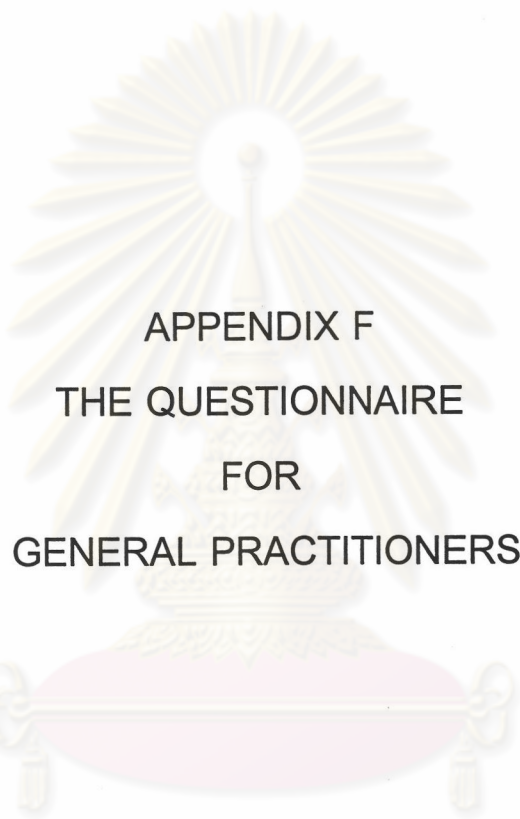 APPENDIX F
THE QUESTIONNAIRE
FOR
GENERAL PRACTITIONERS